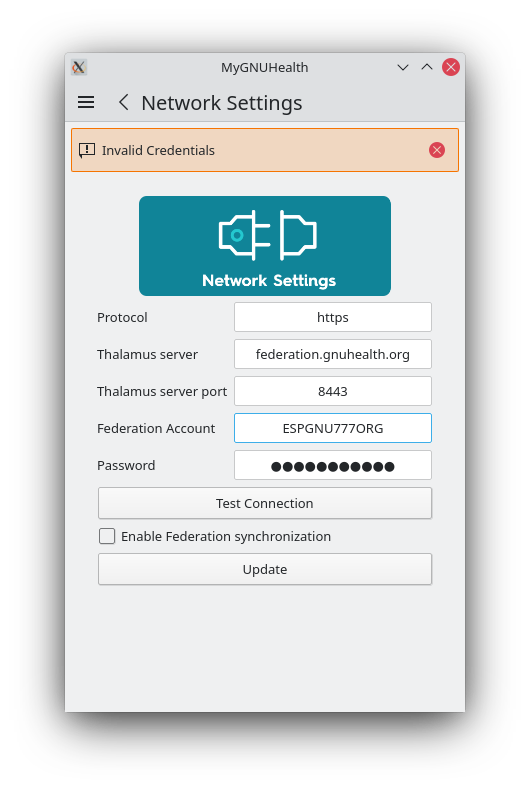 MyGNUHealth
Network Settings
Invalid Credentials
Network Settings
Protocol https
Thalamus server federation.gnuhealth.org
Thalamus server port 8443
Federation Account ESPGNU777ORG
Password ●●●●●●●●●●●
Test Connection
Enable Federation synchronization
Update